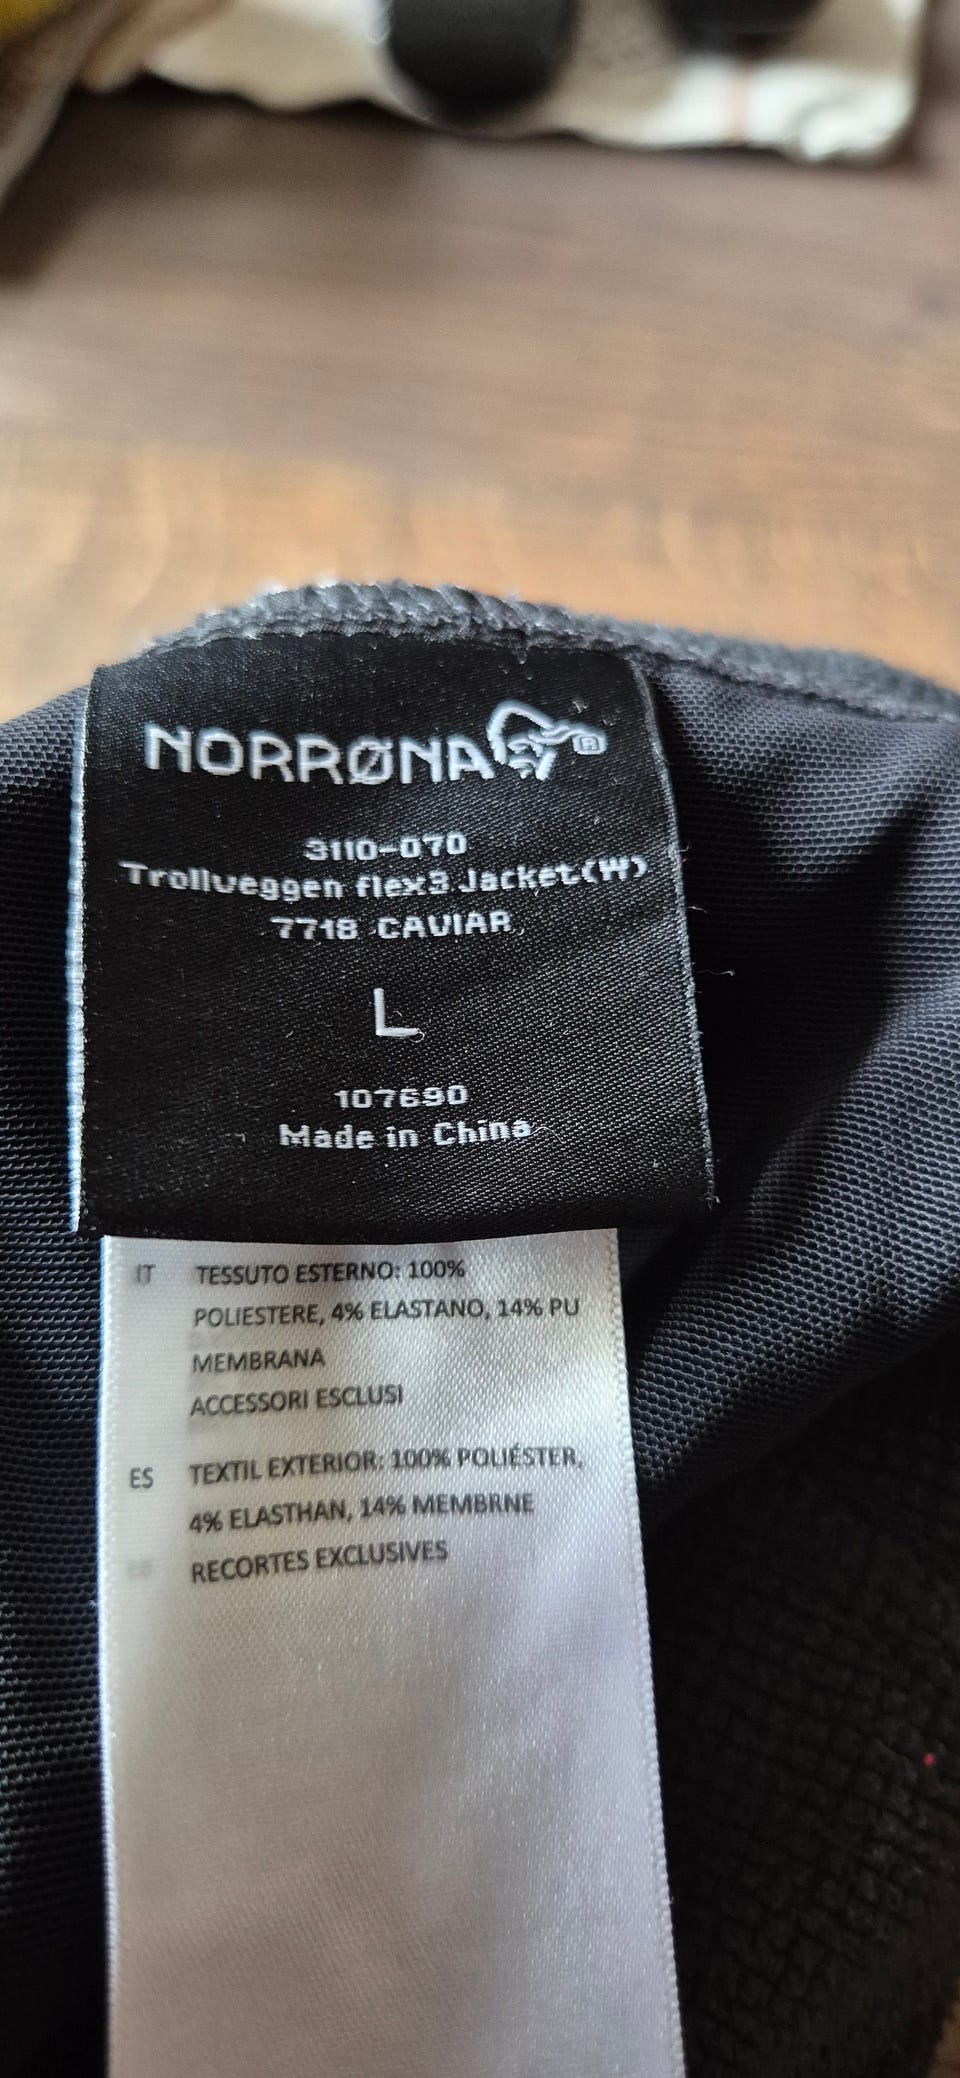 NORRØNA®
3110-070
Trollveggen flex3 Jacket(W)
7718 CAVIAR
L
107690
Made in China
IT TESSUTO ESTERNO: 100%
POLIESTERE, 4% ELASTANO, 14% PU
MEMBRANA
ACCESSORI ESCLUSI
ES TEXTIL EXTERIOR: 100% POLIÉSTER,
4% ELASTHAN, 14% MEMBRNE
RECORTES EXCLUSIVES